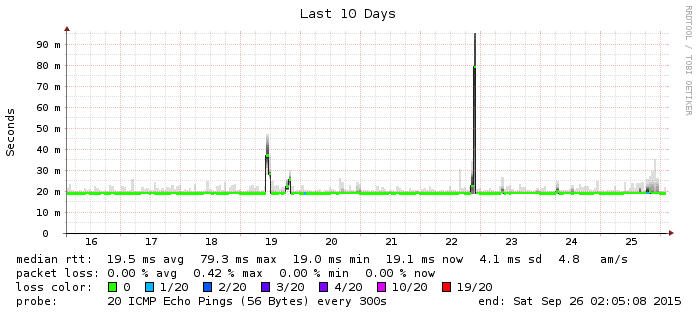 Last 10 Days
RRDTOOL / TOBI OETIKER
Seconds
90 m
80 m
70 m
60 m
50 m
40 m
30 m
20 m
10 m
0
16 17 18 19 20 21 22 23 24 25
median rtt: 19.5 ms avg 79.3 ms max 19.0 ms min 19.1 ms now 4.1 ms sd 4.8 am/s
packet loss: 0.00 % avg 0.42 % max 0.00 % min 0.00 % now
loss color: 0 1/20 2/20 3/20 4/20 10/20 19/20
probe: 20 ICMP Echo Pings (56 Bytes) every 300s end: Sat Sep 26 02:05:08 2015